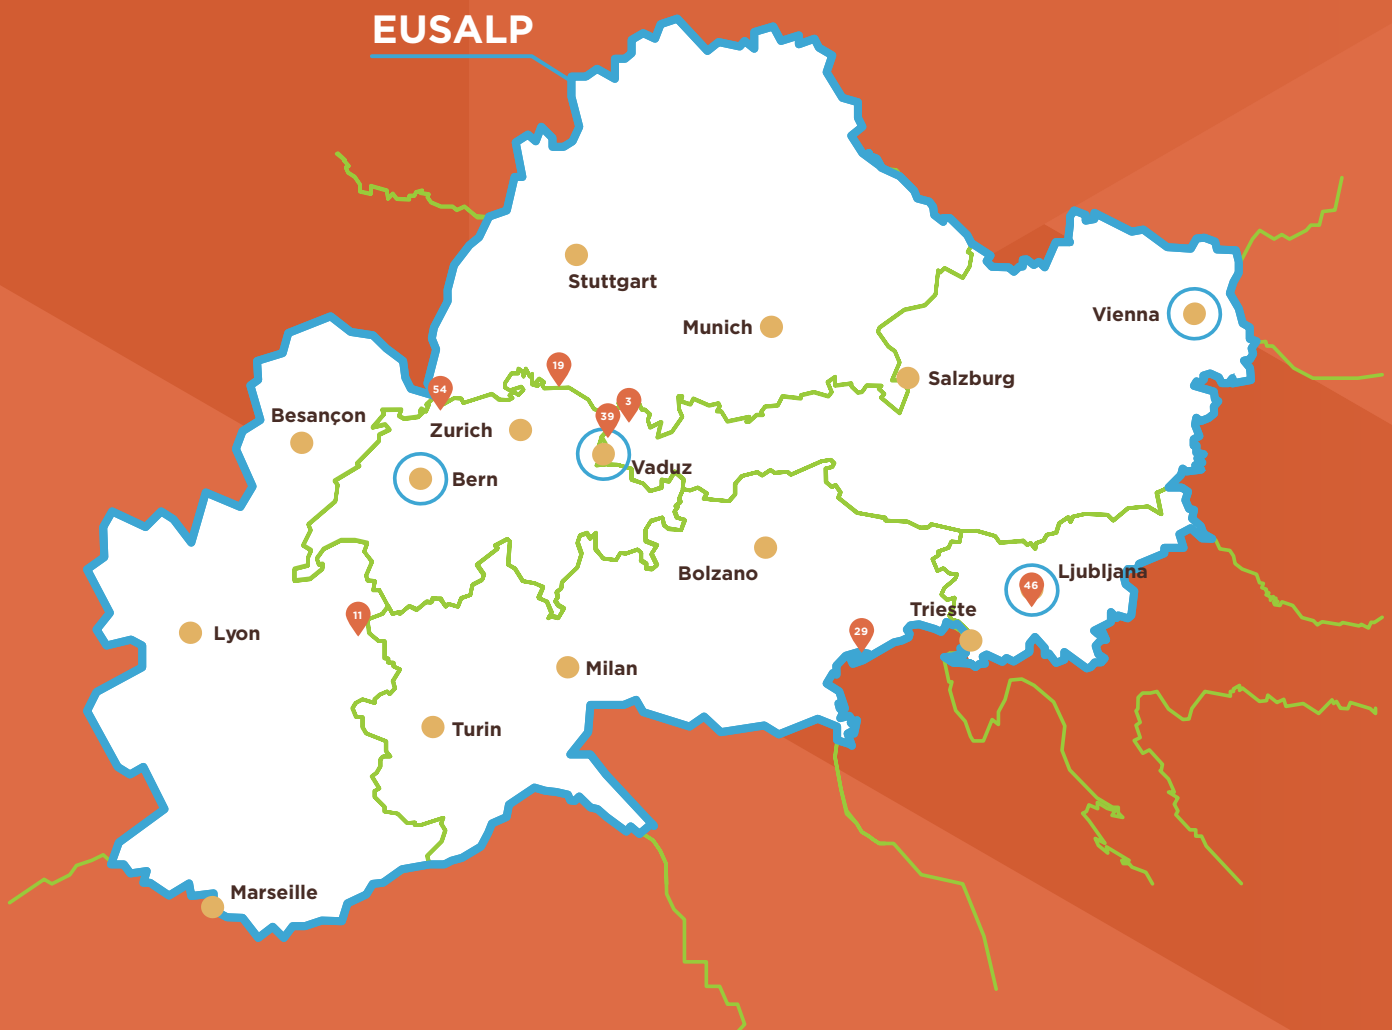 EUSALP
Stuttgart
Vienna
Munich
19
Salzburg
54
3
Besançon
39
Zurich
Vaduz
Bern
Bolzano
Ljubljana
46
Trieste
11
Lyon
29
Milan
Turin
Marseille